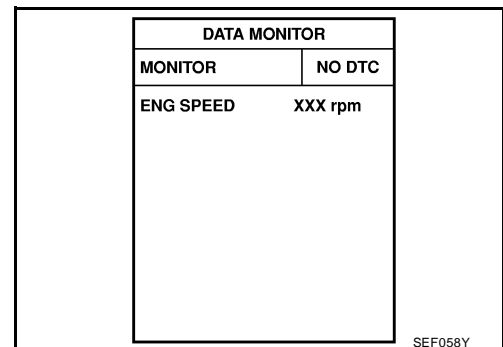 DATA MONITOR
MONITOR NO DTC
ENG SPEED XXX rpm
SEF058Y